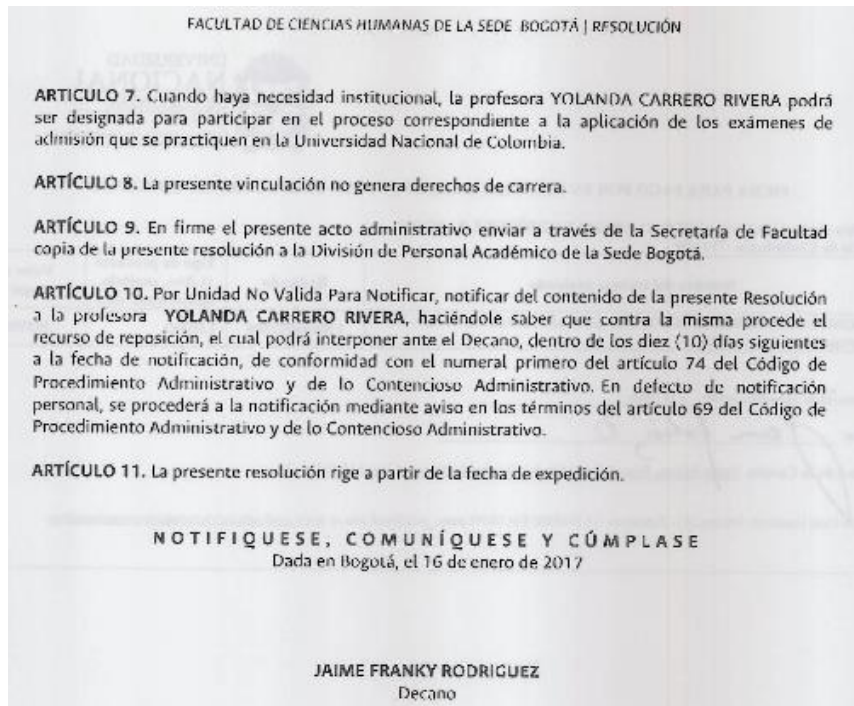 FACULTAD DE CIENCIAS HUMANAS DE LA SEDE BOGOTÁ | RESOLUCIÓN
ARTICULO 7. Cuando haya necesidad institucional, la profesora YOLANDA CARRERO RIVERA podrá
ser designada para participar en el proceso correspondiente a la aplicación de los exámenes de
admisión que se practiquen en la Universidad Nacional de Colombia.
ARTÍCULO 8. La presente vinculación no genera derechos de carrera.
ARTÍCULO 9. En firme el presente acto administrativo enviar a través de la Secretaría de Facultad
copia de la presente resolución a la División de Personal Académico de la Sede Bogotá.
ARTÍCULO 10. Por Unidad No Valida Para Notificar, notificar del contenido de la presente Resolución
a la profesora YOLANDA CARRERO RIVERA, haciéndole saber que contra la misma procede el
recurso de reposición, el cual podrá interponer ante el Decano, dentro de los diez (10) días siguientes
a la fecha de notificación, de conformidad con el numeral primero del artículo 74 del Código de
Procedimiento Administrativo y de lo Contencioso Administrativo. En defecto de notificación
personal, se procederá a la notificación mediante aviso en los términos del artículo 69 del Código de
Procedimiento Administrativo y de lo Contencioso Administrativo.
ARTÍCULO 11. La presente resolución rige a partir de la fecha de expedición.
NOTIFIQUESE, COMUNÍQUESE Y CÚMPLASE
Dada en Bogotá, el 16 de enero de 2017
JAIME FRANKY RODRIGUEZ
Decano